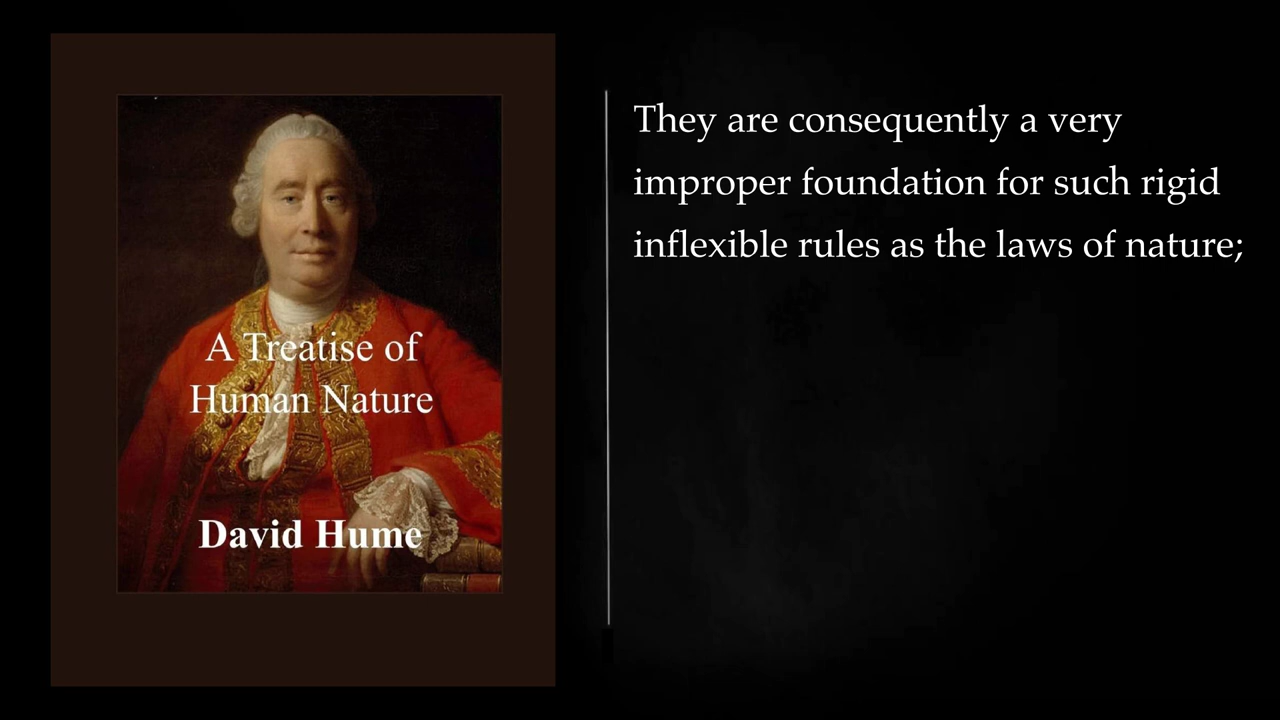 A Treatise of
Human Nature
David Hume
They are consequently a very
improper foundation for such rigid
inflexible rules as the laws of nature;